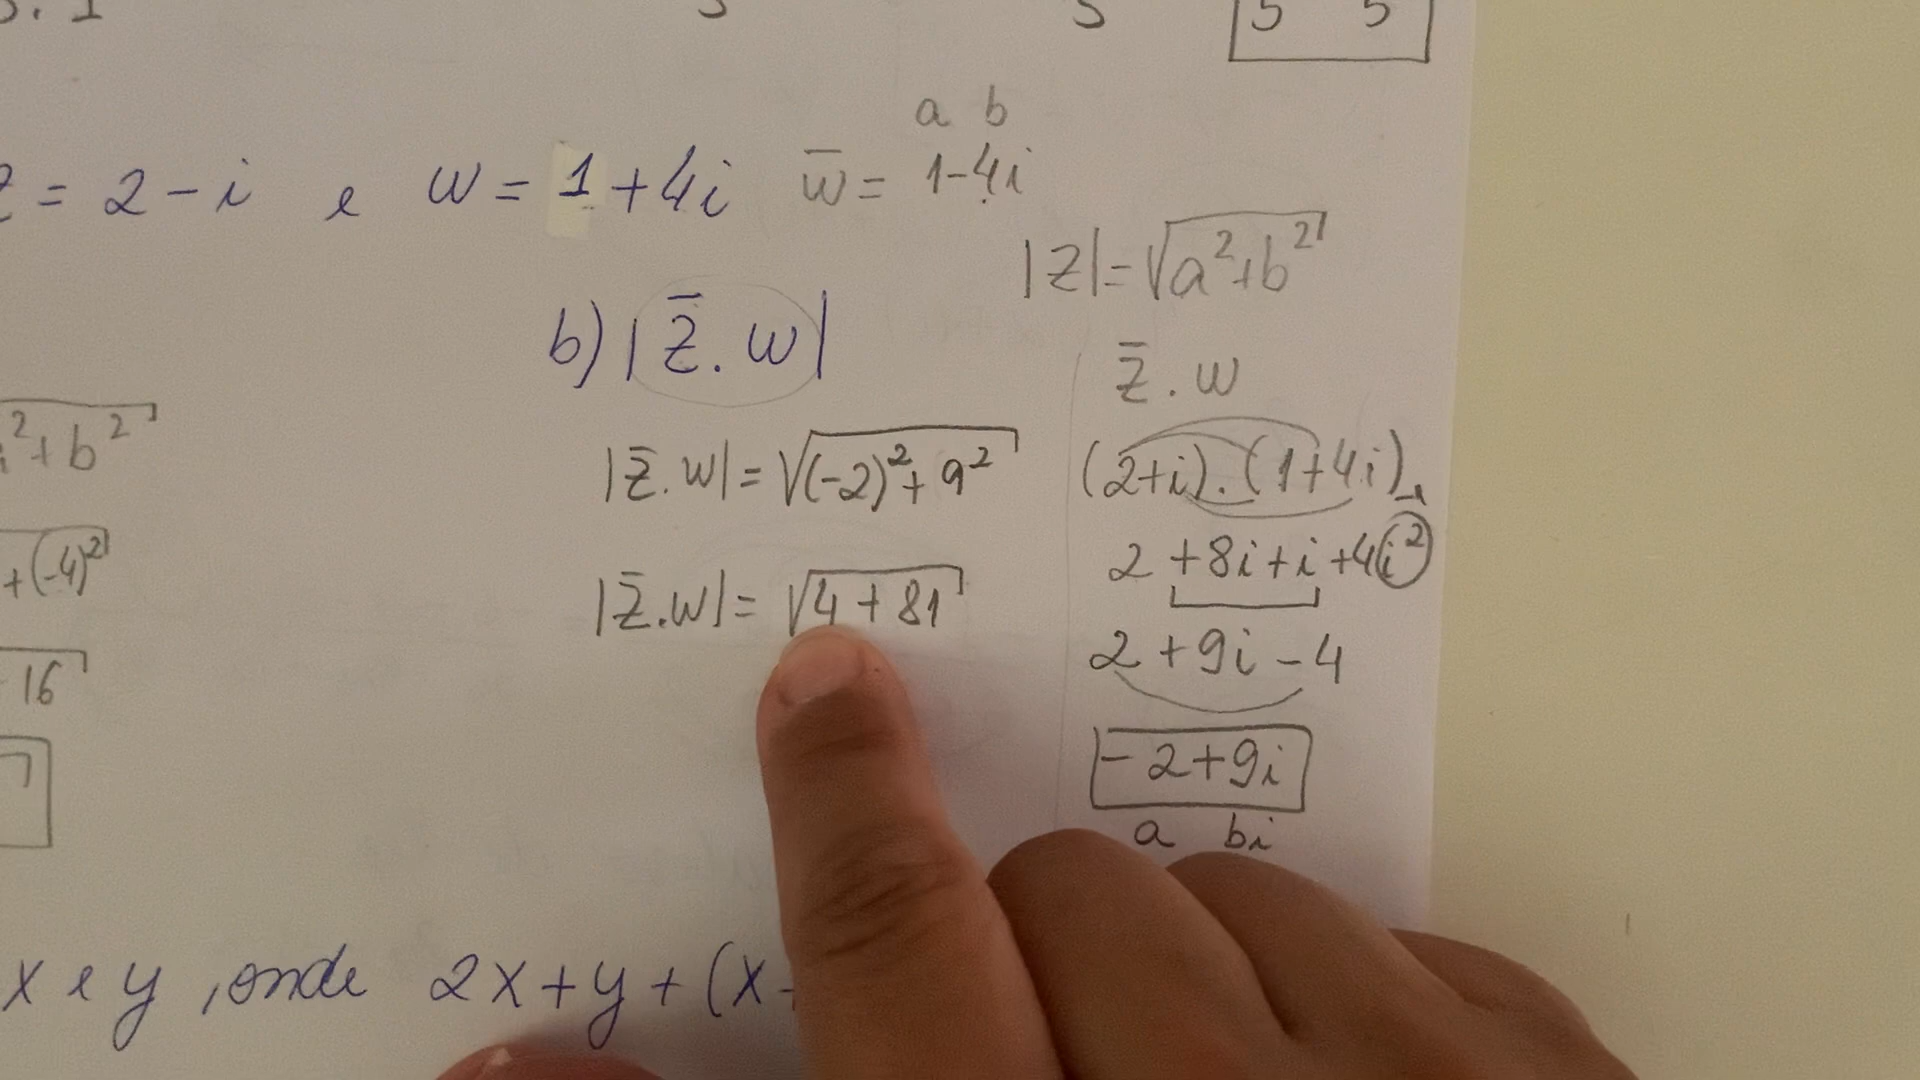 z = 2 - i e w = 1 + 4i w̅ = 1 - 4i
a b
|z| = √(a² + b²)
b) |z̅ . w|
|z̅ . w| = √((-2)² + 9²)
|z̅ . w| = √(4 + 81)
z̅ . w
(2+i) . (1+4i)
-1
2 + 8i + i + 4i²
2 + 9i - 4
-2 + 9i
a bi
² + b²
+ (-4)²
16
x e y , onde 2x + y + (x -